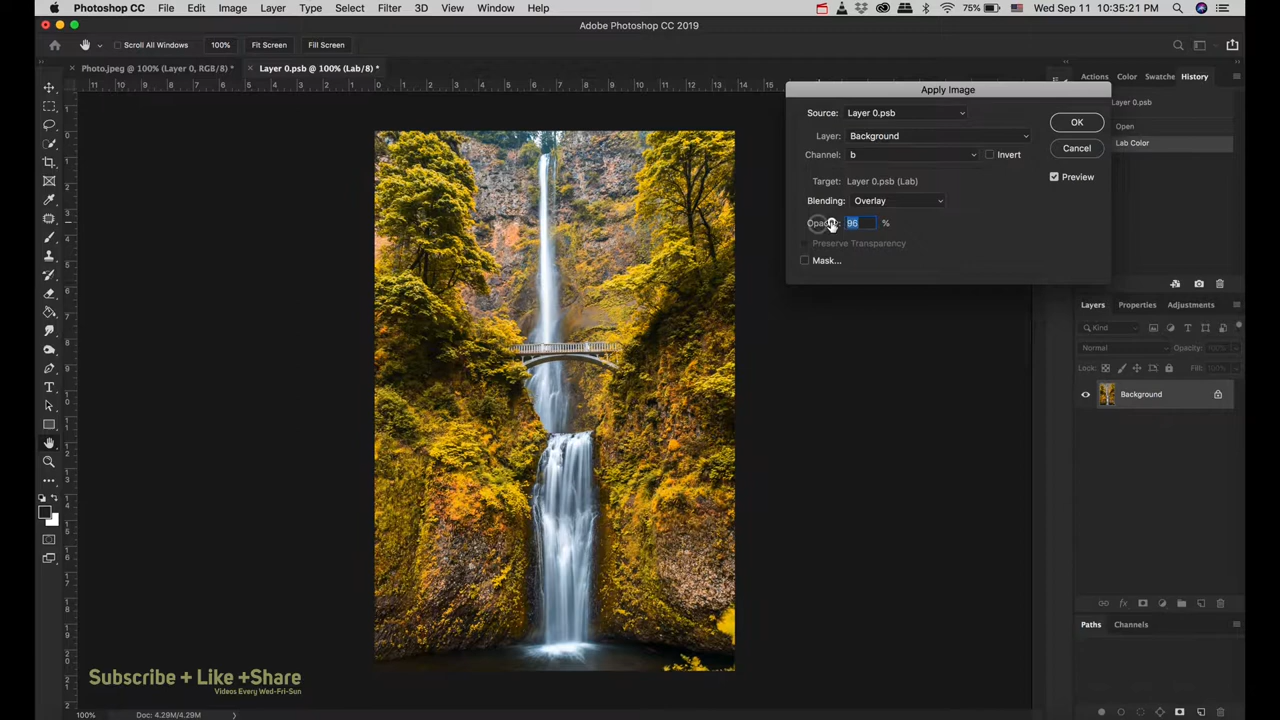 Photoshop CC File Edit Image Layer Type Select Filter 3D View Window Help 75% Wed Sep 11 10:35:21 PM
Adobe Photoshop CC 2019
Scroll All Windows 100% Fit Screen Fill Screen
Photo.jpeg @ 100% (Layer 0, RGB/8) * Layer 0.psb @ 100% (Lab/8) *
Actions Color Swatche History
Layer 0.psb
Open
Lab Color
Apply Image
Source: Layer 0.psb
OK
Layer: Background
Cancel
Channel: b Invert
Preview
Target: Layer 0.psb (Lab)
Blending: Overlay
Opacity: 96 %
Preserve Transparency
Mask...
Layers Properties Adjustments
Kind
Normal Opacity: 100%
Lock: Fill: 100%
Background
Paths Channels
Subscribe + Like +Share
Videos Every Wed-Fri-Sun
100% Doc: 4.29M/4.29M